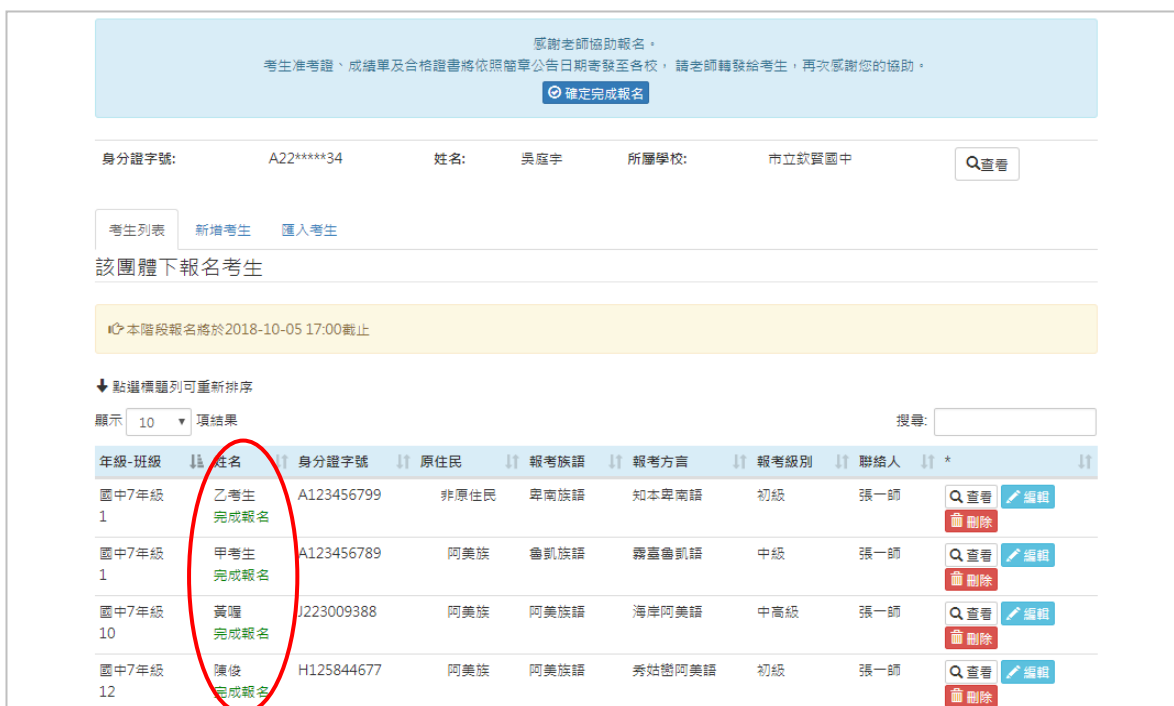 感謝老師協助報名。
考生准考證、成績單及合格證書將依照簡章公告日期寄發至各校， 請老師轉發給考生，再次感謝您的協助。
確定完成報名
身分證字號: A22*****34 姓名: 吳庭宇 所屬學校: 市立欽賢國中 查看
考生列表 新增考生 匯入考生
該團體下報名考生
本階段報名將於2018-10-05 17:00截止
點選標題列可重新排序
顯示 10 項結果 搜尋:
年級-班級 姓名 身分證字號 原住民 報考族語 報考方言 報考級別 聯絡人 *
國中7年級 乙考生 A123456799 非原住民 卑南族語 知本卑南語 初級 張一師 查看 編輯
1 完成報名 刪除
國中7年級 甲考生 A123456789 阿美族 魯凱族語 霧臺魯凱語 中級 張一師 查看 編輯
1 完成報名 刪除
國中7年級 黃喧 J223009388 阿美族 阿美族語 海岸阿美語 中高級 張一師 查看 編輯
10 完成報名 刪除
國中7年級 陳俊 H125844677 阿美族 阿美族語 秀姑巒阿美語 初級 張一師 查看 編輯
12 完成報名 刪除